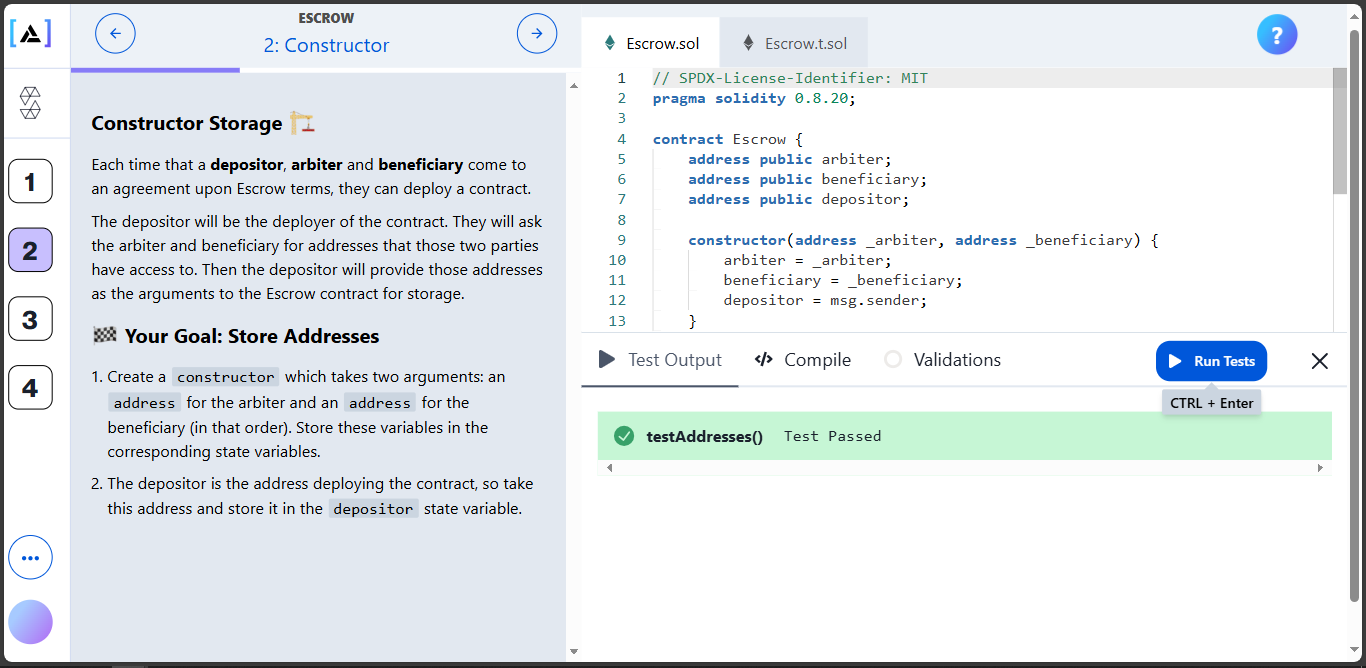 ESCROW
2: Constructor
1
2
3
4
Constructor Storage
Each time that a depositor, arbiter and beneficiary come to
an agreement upon Escrow terms, they can deploy a contract.
The depositor will be the deployer of the contract. They will ask
the arbiter and beneficiary for addresses that those two parties
have access to. Then the depositor will provide those addresses
as the arguments to the Escrow contract for storage.
Your Goal: Store Addresses
1. Create a constructor which takes two arguments: an
address for the arbiter and an address for the
beneficiary (in that order). Store these variables in the
corresponding state variables.
2. The depositor is the address deploying the contract, so take
this address and store it in the depositor state variable.
Escrow.sol Escrow.t.sol
?
1 // SPDX-License-Identifier: MIT
2 pragma solidity 0.8.20;
3
4 contract Escrow {
5 address public arbiter;
6 address public beneficiary;
7 address public depositor;
8
9 constructor(address _arbiter, address _beneficiary) {
10 arbiter = _arbiter;
11 beneficiary = _beneficiary;
12 depositor = msg.sender;
13 }
Test Output </> Compile Validations Run Tests
CTRL + Enter
testAddresses() Test Passed